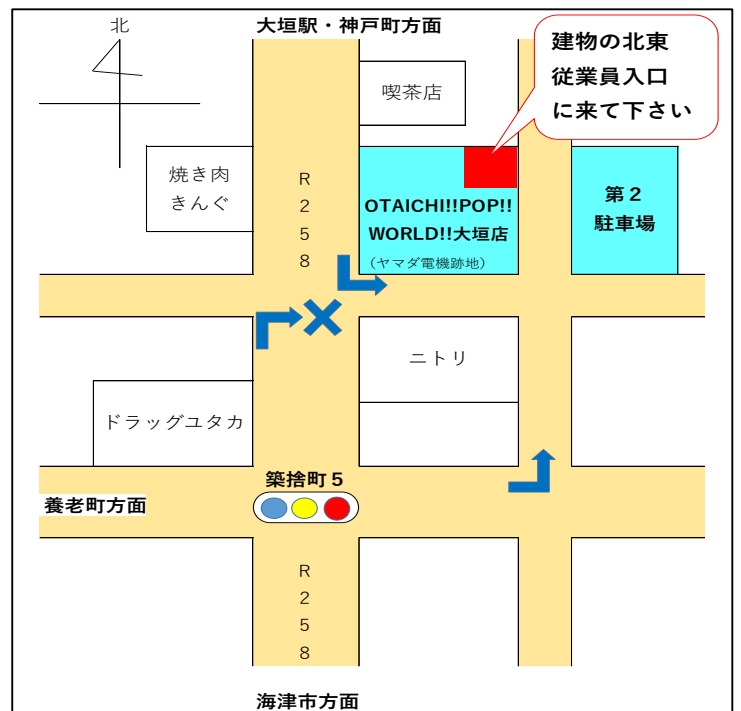 北
大垣駅・神戸町方面
建物の北東
従業員入口
に来て下さい
喫茶店
焼き肉
きんぐ
R
2
5
8
OTAICHI!!POP!!
WORLD!!大垣店
（ヤマダ電機跡地）
第２
駐車場
ニトリ
ドラッグユタカ
築捨町５
養老町方面
R
2
5
8
海津市方面